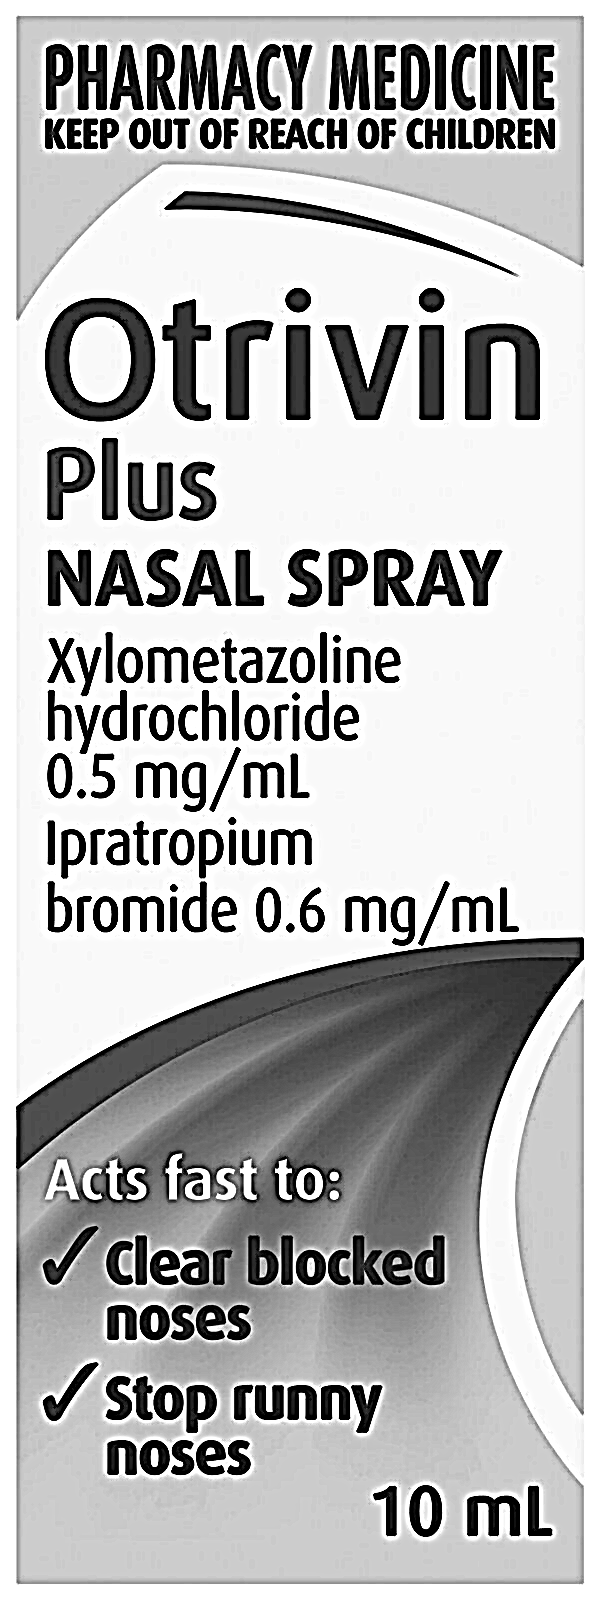 PHARMACY MEDICINE
KEEP OUT OF REACH OF CHILDREN
Otrivin
Plus
NASAL SPRAY
Xylometazoline
hydrochloride
0.5 mg/mL
Ipratropium
bromide 0.6 mg/mL
Acts fast to:
✓ Clear blocked
noses
✓ Stop runny
noses
10 mL